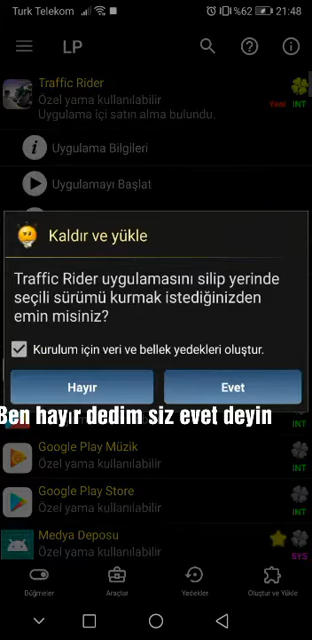 Turk Telekom
%62
21:48
LP
Traffic Rider
Özel yama kullanılabilir
Uygulama içi satın alma bulundu.
Yeni INT
Uygulama Bilgileri
Uygulamayı Başlat
Kaldır ve yükle
Traffic Rider uygulamasını silip yerinde
seçili sürümü kurmak istediğinizden
emin misiniz?
Kurulum için veri ve bellek yedekleri oluştur.
Hayır
Evet
Ben hayır dedim siz evet deyin
Google Play Müzik
Özel yama kullanılabilir
INT
Google Play Store
Özel yama kullanılabilir
INT
Medya Deposu
Özel yama kullanılabilir
SYS
Düğmeler
Araçlar
Yedekler
Oluştur ve Yükle